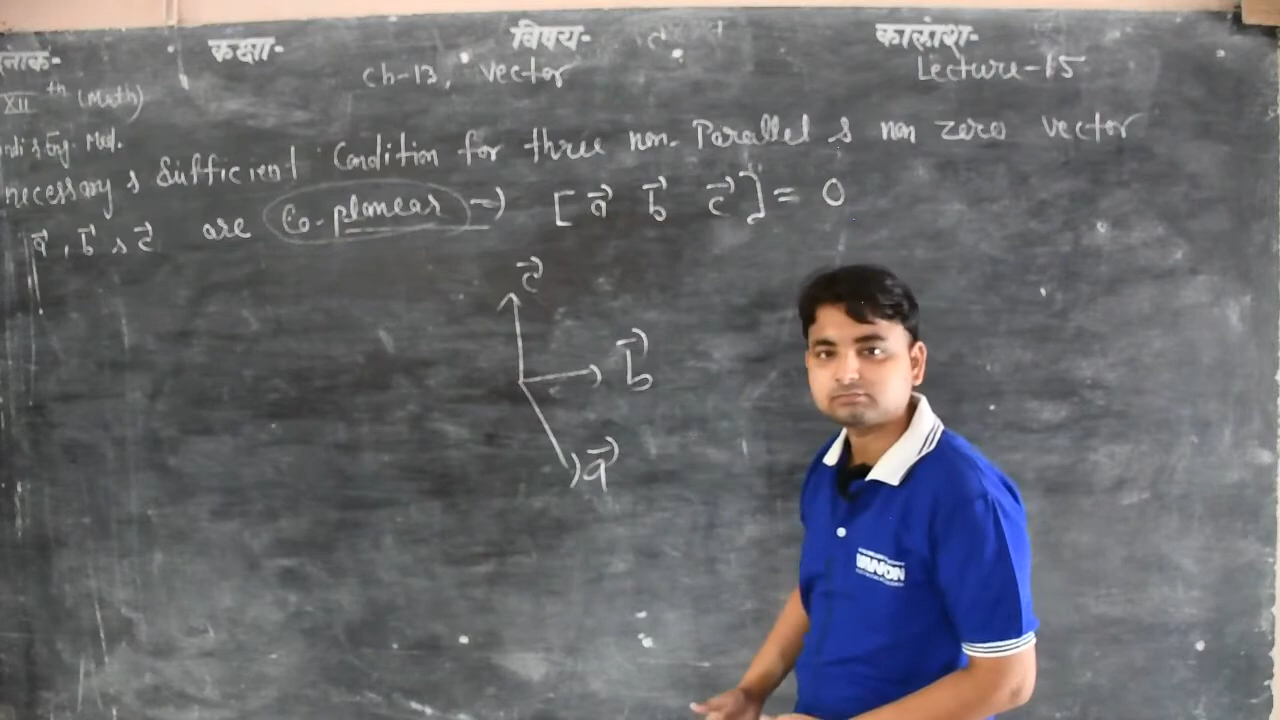 कक्षा- विषय- कालांश-
Ch-13, Vector Lecture-15
XII th (Math)
Eng. Med.
necessary & Sufficient Condition for three non-Parallel & non zero vector
a⃗, b⃗ & c⃗ are Co-planear → [a⃗ b⃗ c⃗] = 0
c⃗
b⃗
a⃗